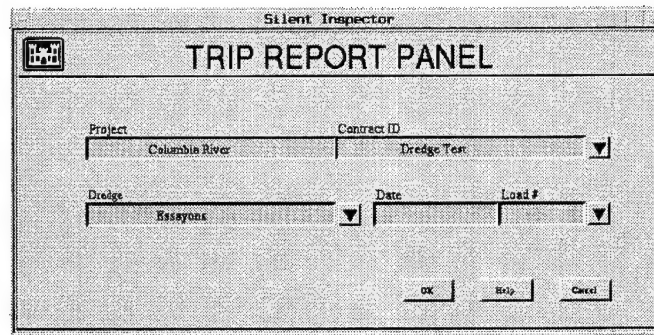 Silent Inspector
TRIP REPORT PANEL
Project Contract ID
Columbia River Dredge Test
Dredge Date Load #
Essayons
OK Help Cancel